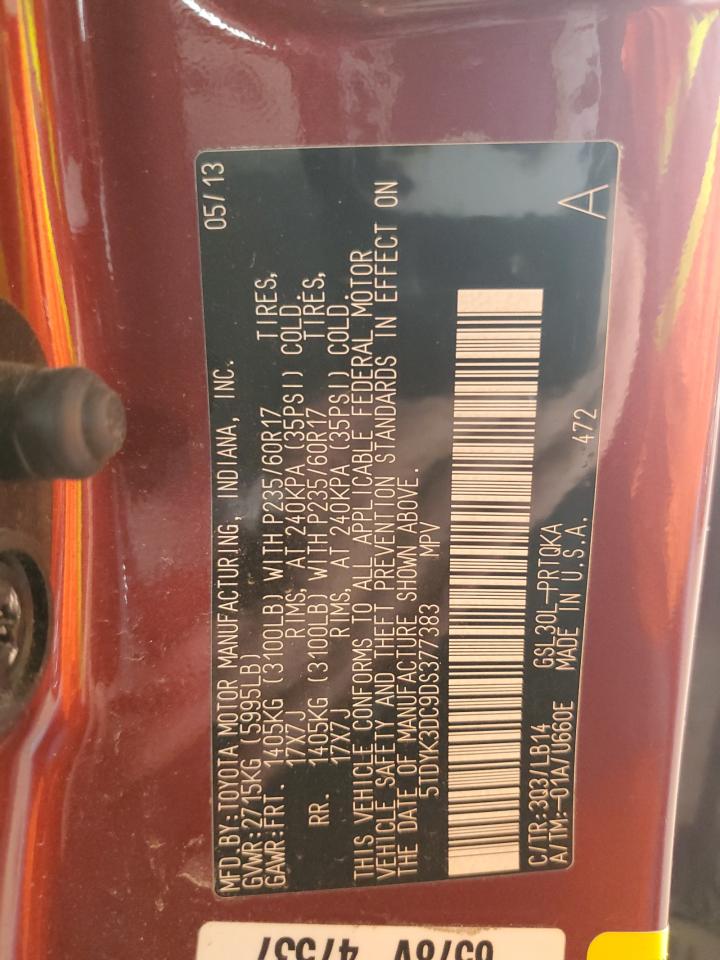 MFD.BY:TOYOTA MOTOR MANUFACTURING, INDIANA, INC. 05/13
GVWR:2715KG (5995LB)
GAWR:FRT. 1405KG (3100LB) WITH P235/60R17 TIRES,
17X7J RIMS, AT 240KPA (35PSI) COLD.
RR. 1405KG (3100LB) WITH P235/60R17 TIRES,
17X7J RIMS, AT 240KPA (35PSI) COLD.
THIS VEHICLE CONFORMS TO ALL APPLICABLE FEDERAL MOTOR
VEHICLE SAFETY AND THEFT PREVENTION STANDARDS IN EFFECT ON
THE DATE OF MANUFACTURE SHOWN ABOVE.
5TDYK3DC9DS377383 MPV
C/TR:3Q3/LB14 GSL30L-PRTQKA
A/TM:-01A/U660E MADE IN U.S.A. 472 A